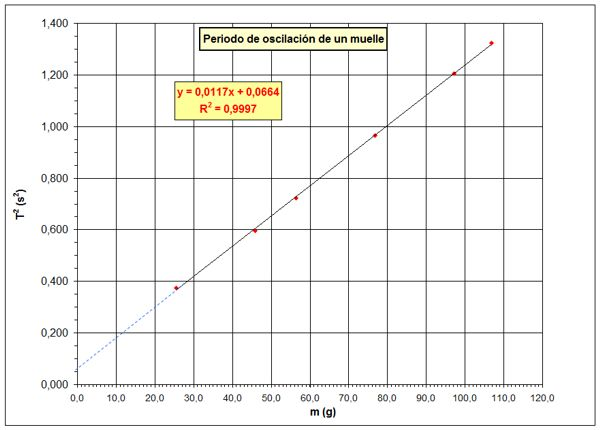 Periodo de oscilación de un muelle
y = 0,0117x + 0,0664
R² = 0,9997
T² (s²)
1,400
1,200
1,000
0,800
0,600
0,400
0,200
0,000
0,0 10,0 20,0 30,0 40,0 50,0 60,0 70,0 80,0 90,0 100,0 110,0 120,0
m (g)